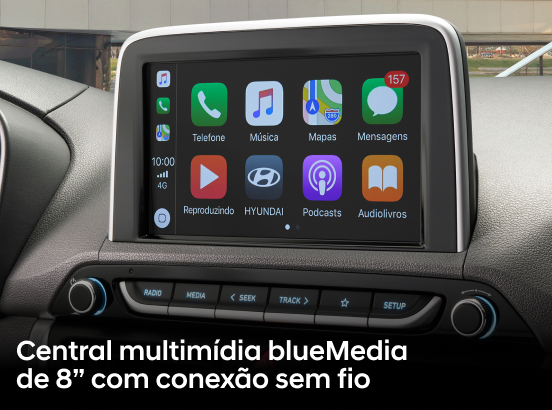 157
Telefone Música Mapas Mensagens
10:00
4G
280
Reproduzindo HYUNDAI Podcasts Audiolivros
RADIO MEDIA < SEEK TRACK > ☆ SETUP
Central multimídia blueMedia
de 8” com conexão sem fio